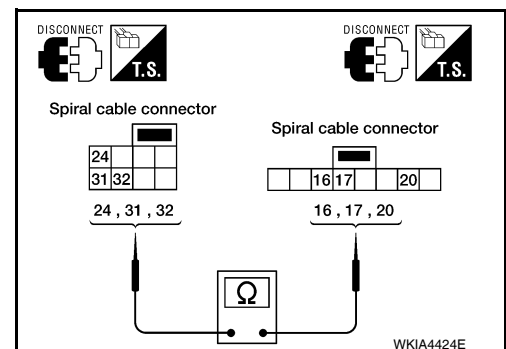 DISCONNECT
T.S.
DISCONNECT
T.S.
Spiral cable connector
Spiral cable connector
24
31 32
16 17 20
24 , 31 , 32
16 , 17 , 20
Ω
WKIA4424E